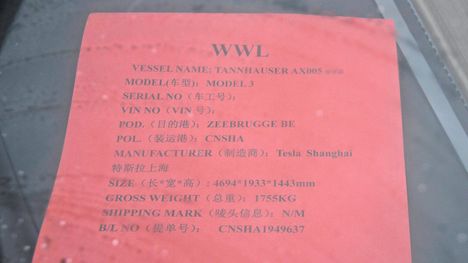 WWL
VESSEL NAME: TANNHAUSER AX005
MODEL(车型): MODEL 3
SERIAL NO（车工号）:
VIN NO（VIN 号）:
POD.（目的港）: ZEEBRUGGE BE
POL.（装运港）: CNSHA
MANUFACTURER（制造商）: Tesla Shanghai
特斯拉上海
SIZE（长*宽*高）: 4694*1933*1443mm
GROSS WEIGHT（总重）: 1755KG
SHIPPING MARK（唛头信息）: N/M
B/L NO（提单号）: CNSHA1949637